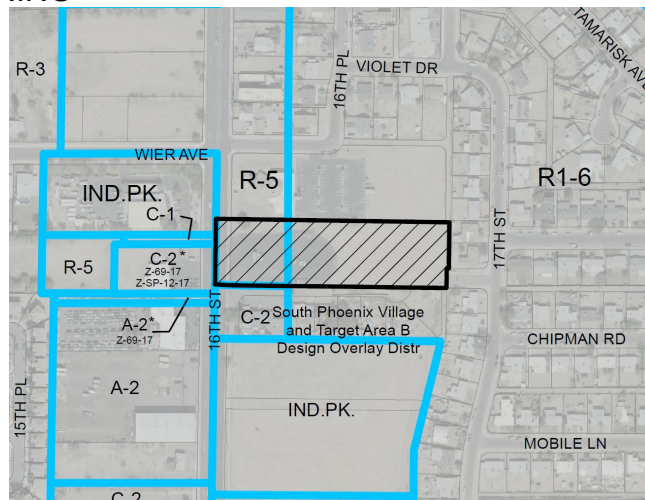 TAMARISK AVE
R-3
16TH PL
VIOLET DR
WIER AVE
R-5
R1-6
IND.PK.
C-1
17TH ST
R-5
C-2*
Z-69-17
Z-SP-12-17
16TH ST
C-2
South Phoenix Village
and Target Area B
Design Overlay Distr
A-2*
Z-69-17
CHIPMAN RD
A-2
15TH PL
IND.PK.
MOBILE LN
C-2